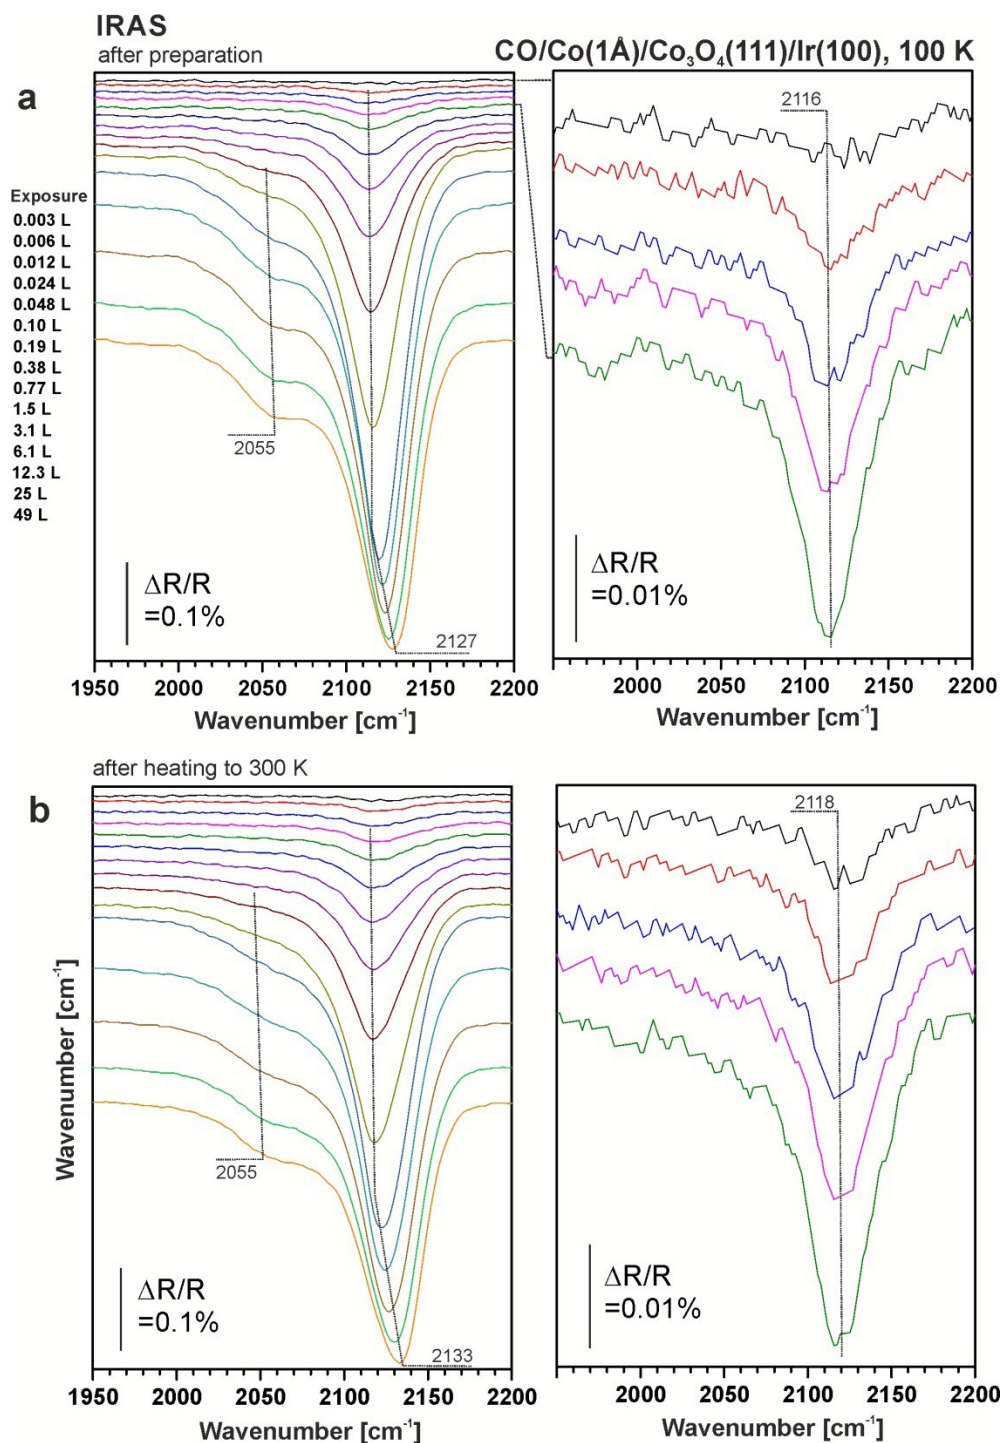 IRAS
after preparation
CO/Co(1Å)/Co₃O₄(111)/Ir(100), 100 K
a
Exposure
0.003 L
0.006 L
0.012 L
0.024 L
0.048 L
0.10 L
0.19 L
0.38 L
0.77 L
1.5 L
3.1 L
6.1 L
12.3 L
25 L
49 L
2055
ΔR/R
=0.1%
2127
1950 2000 2050 2100 2150 2200
Wavenumber [cm⁻¹]
2116
ΔR/R
=0.01%
2000 2050 2100 2150 2200
Wavenumber [cm⁻¹]
after heating to 300 K
b
Wavenumber [cm⁻¹]
2055
ΔR/R
=0.1%
2133
1950 2000 2050 2100 2150 2200
Wavenumber [cm⁻¹]
2118
ΔR/R
=0.01%
2000 2050 2100 2150 2200
Wavenumber [cm⁻¹]